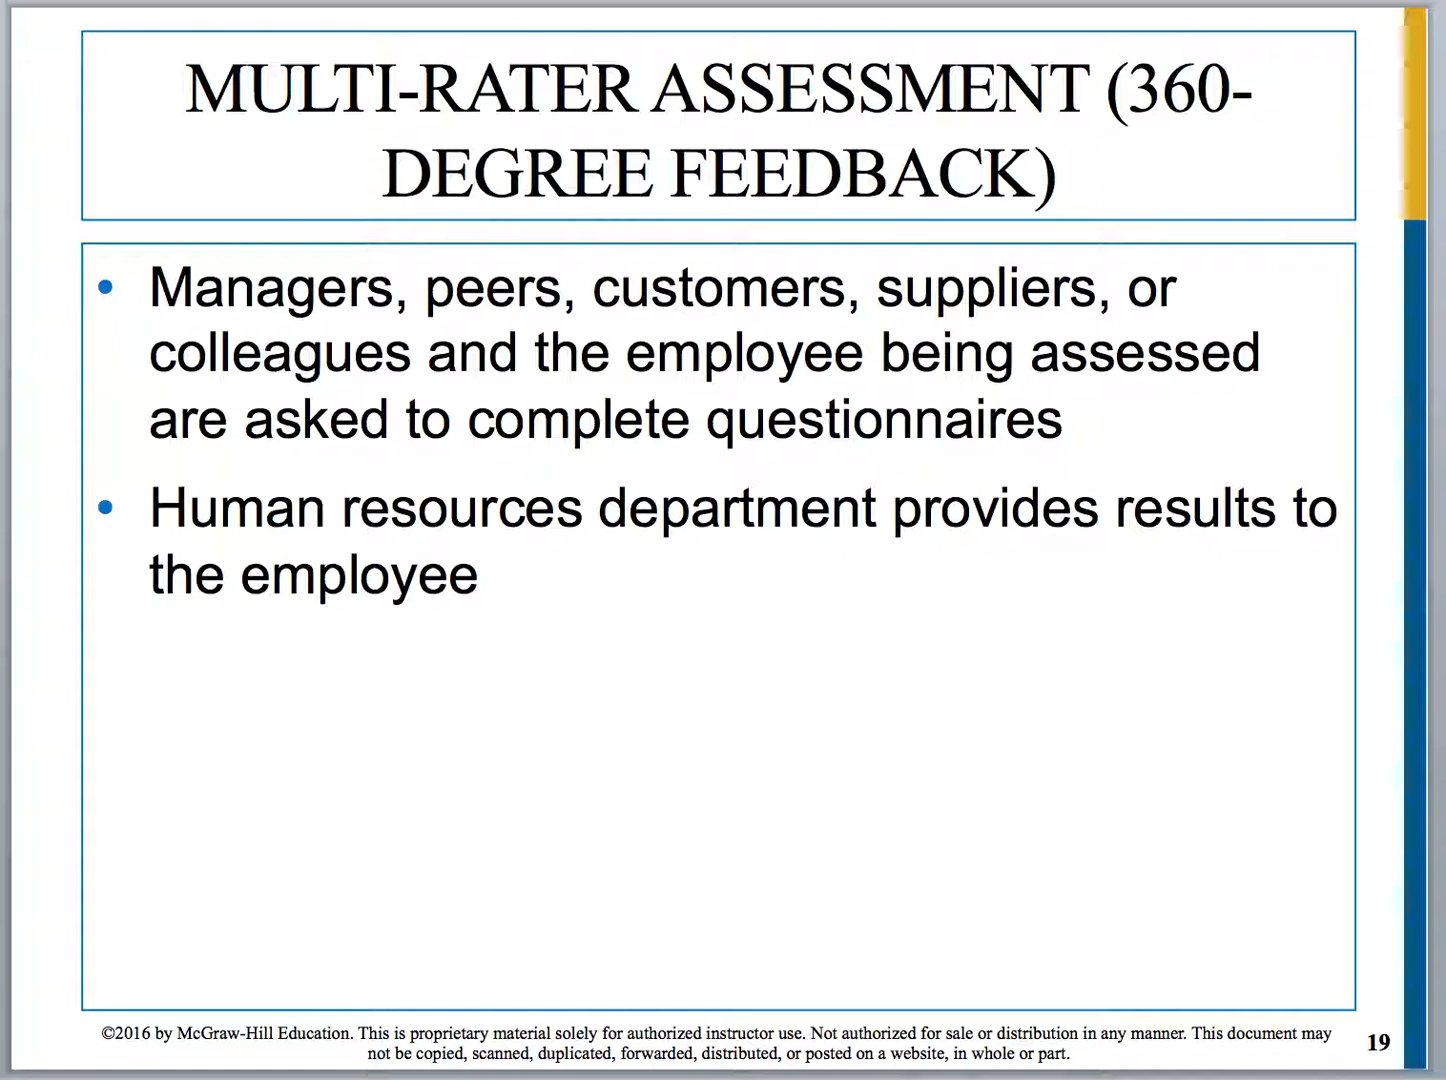 MULTI-RATER ASSESSMENT (360-
DEGREE FEEDBACK)
• Managers, peers, customers, suppliers, or
colleagues and the employee being assessed
are asked to complete questionnaires
• Human resources department provides results to
the employee
©2016 by McGraw-Hill Education. This is proprietary material solely for authorized instructor use. Not authorized for sale or distribution in any manner. This document may
not be copied, scanned, duplicated, forwarded, distributed, or posted on a website, in whole or part.
19